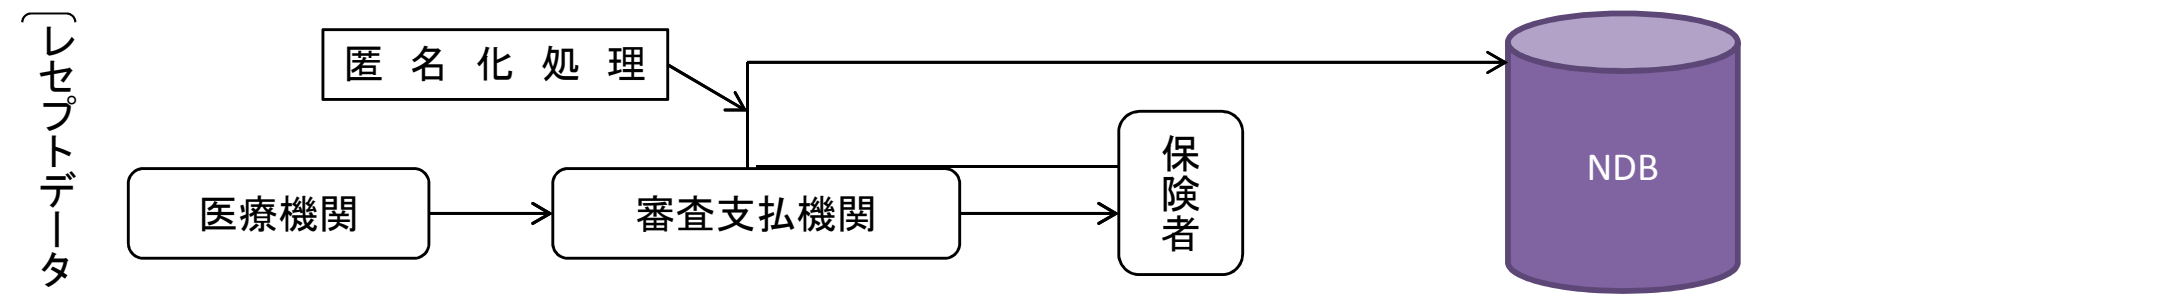 ︵レセプトデータ
匿名化処理
医療機関
審査支払機関
保険者
NDB